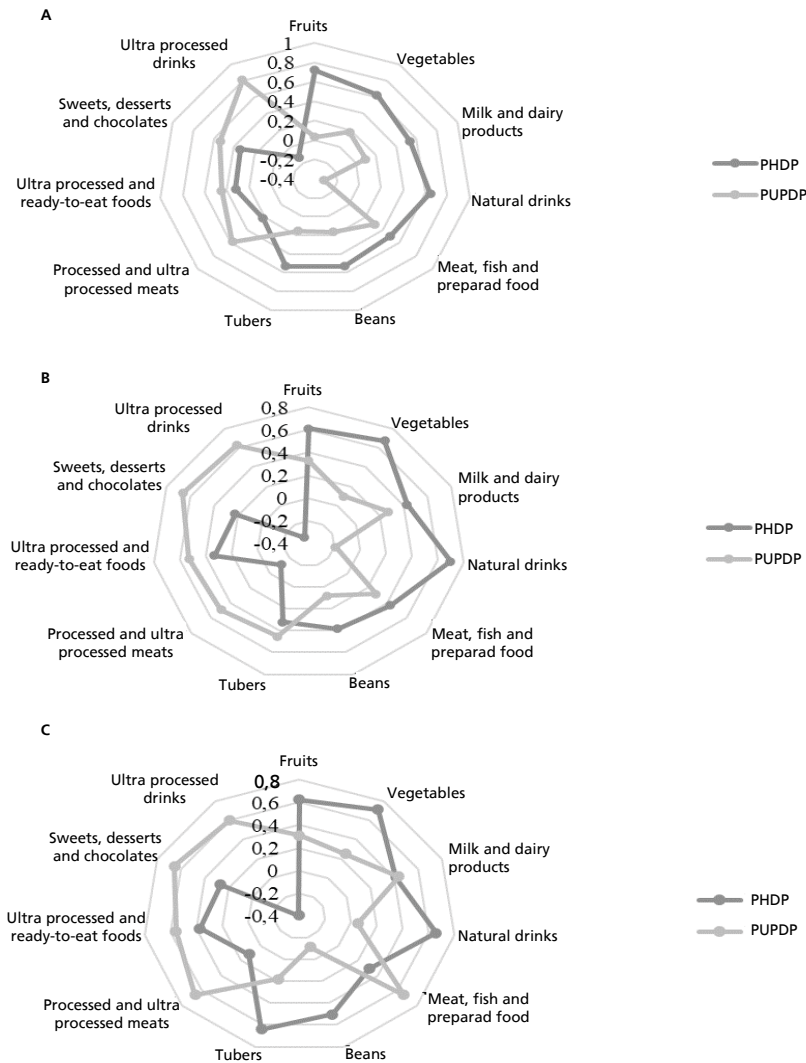 A
Fruits
Ultra processed
drinks
Vegetables
Sweets, desserts
and chocolates
Milk and dairy
products
Ultra processed and
ready-to-eat foods
Natural drinks
Processed and ultra
processed meats
Meat, fish and
preparad food
Tubers
Beans
1
0,8
0,6
0,4
0,2
0
-0,2
-0,4
PHDP
PUPDP
B
Fruits
Ultra processed
drinks
Vegetables
Sweets, desserts
and chocolates
Milk and dairy
products
Ultra processed and
ready-to-eat foods
Natural drinks
Processed and ultra
processed meats
Meat, fish and
preparad food
Tubers
Beans
0,8
0,6
0,4
0,2
0
-0,2
-0,4
PHDP
PUPDP
C
Fruits
Ultra processed
drinks
Vegetables
Sweets, desserts
and chocolates
Milk and dairy
products
Ultra processed and
ready-to-eat foods
Natural drinks
Processed and ultra
processed meats
Meat, fish and
preparad food
Tubers
Beans
0,8
0,6
0,4
0,2
0
-0,2
-0,4
PHDP
PUPDP